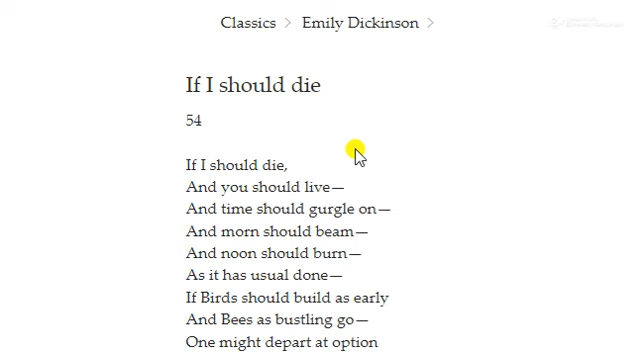 Classics > Emily Dickinson >
If I should die
54
If I should die,
And you should live—
And time should gurgle on—
And morn should beam—
And noon should burn—
As it has usual done—
If Birds should build as early
And Bees as bustling go—
One might depart at option